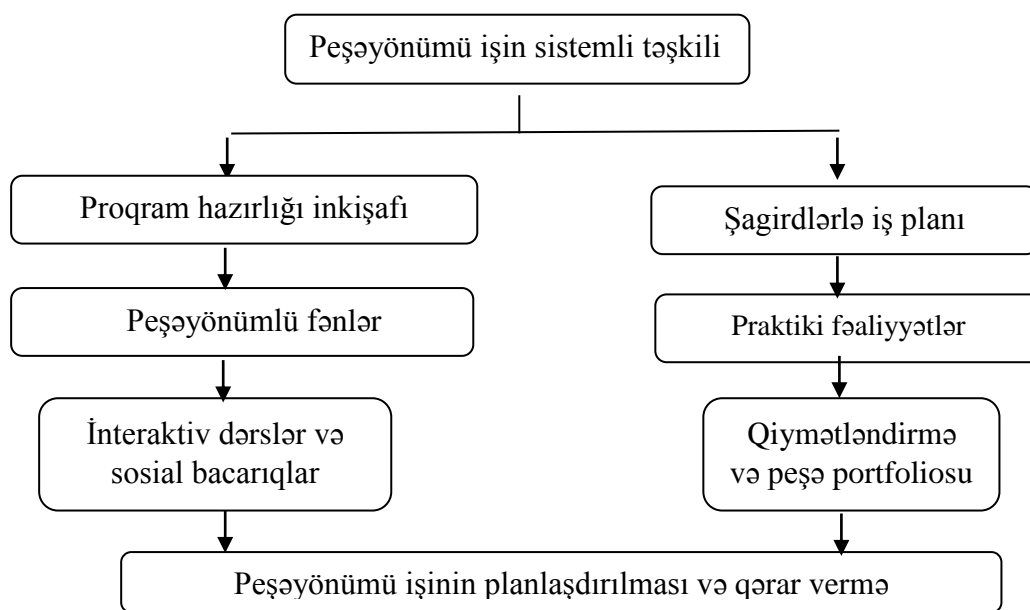 Peşəyönümü işin sistemli təşkili
Proqram hazırlığı inkişafı
Şagirdlərlə iş planı
Peşəyönümlü fənlər
Praktiki fəaliyyətlər
İnteraktiv dərslər və
sosial bacarıqlar
Qiymətləndirmə
və peşə portfoliosu
Peşəyönümü işinin planlaşdırılması və qərar vermə